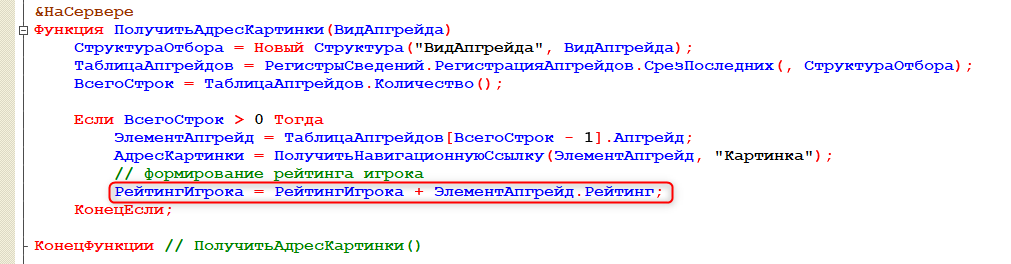 &НаСервере
Функция ПолучитьАдресКартинки(ВидАпгрейда)
СтруктураОтбора = Новый Структура("ВидАпгрейда", ВидАпгрейда);
ТаблицаАпгрейдов = РегистрыСведений.РегистрацияАпгрейдов.СрезПоследних(, СтруктураОтбора);
ВсегоСтрок = ТаблицаАпгрейдов.Количество();
Если ВсегоСтрок > 0 Тогда
ЭлементАпгрейд = ТаблицаАпгрейдов[ВсегоСтрок - 1].Апгрейд;
АдресКартинки = ПолучитьНавигационнуюСсылку(ЭлементАпгрейд, "Картинка");
// формирование рейтинга игрока
РейтингИгрока = РейтингИгрока + ЭлементАпгрейд.Рейтинг;
КонецЕсли;
КонецФункции // ПолучитьАдресКартинки()